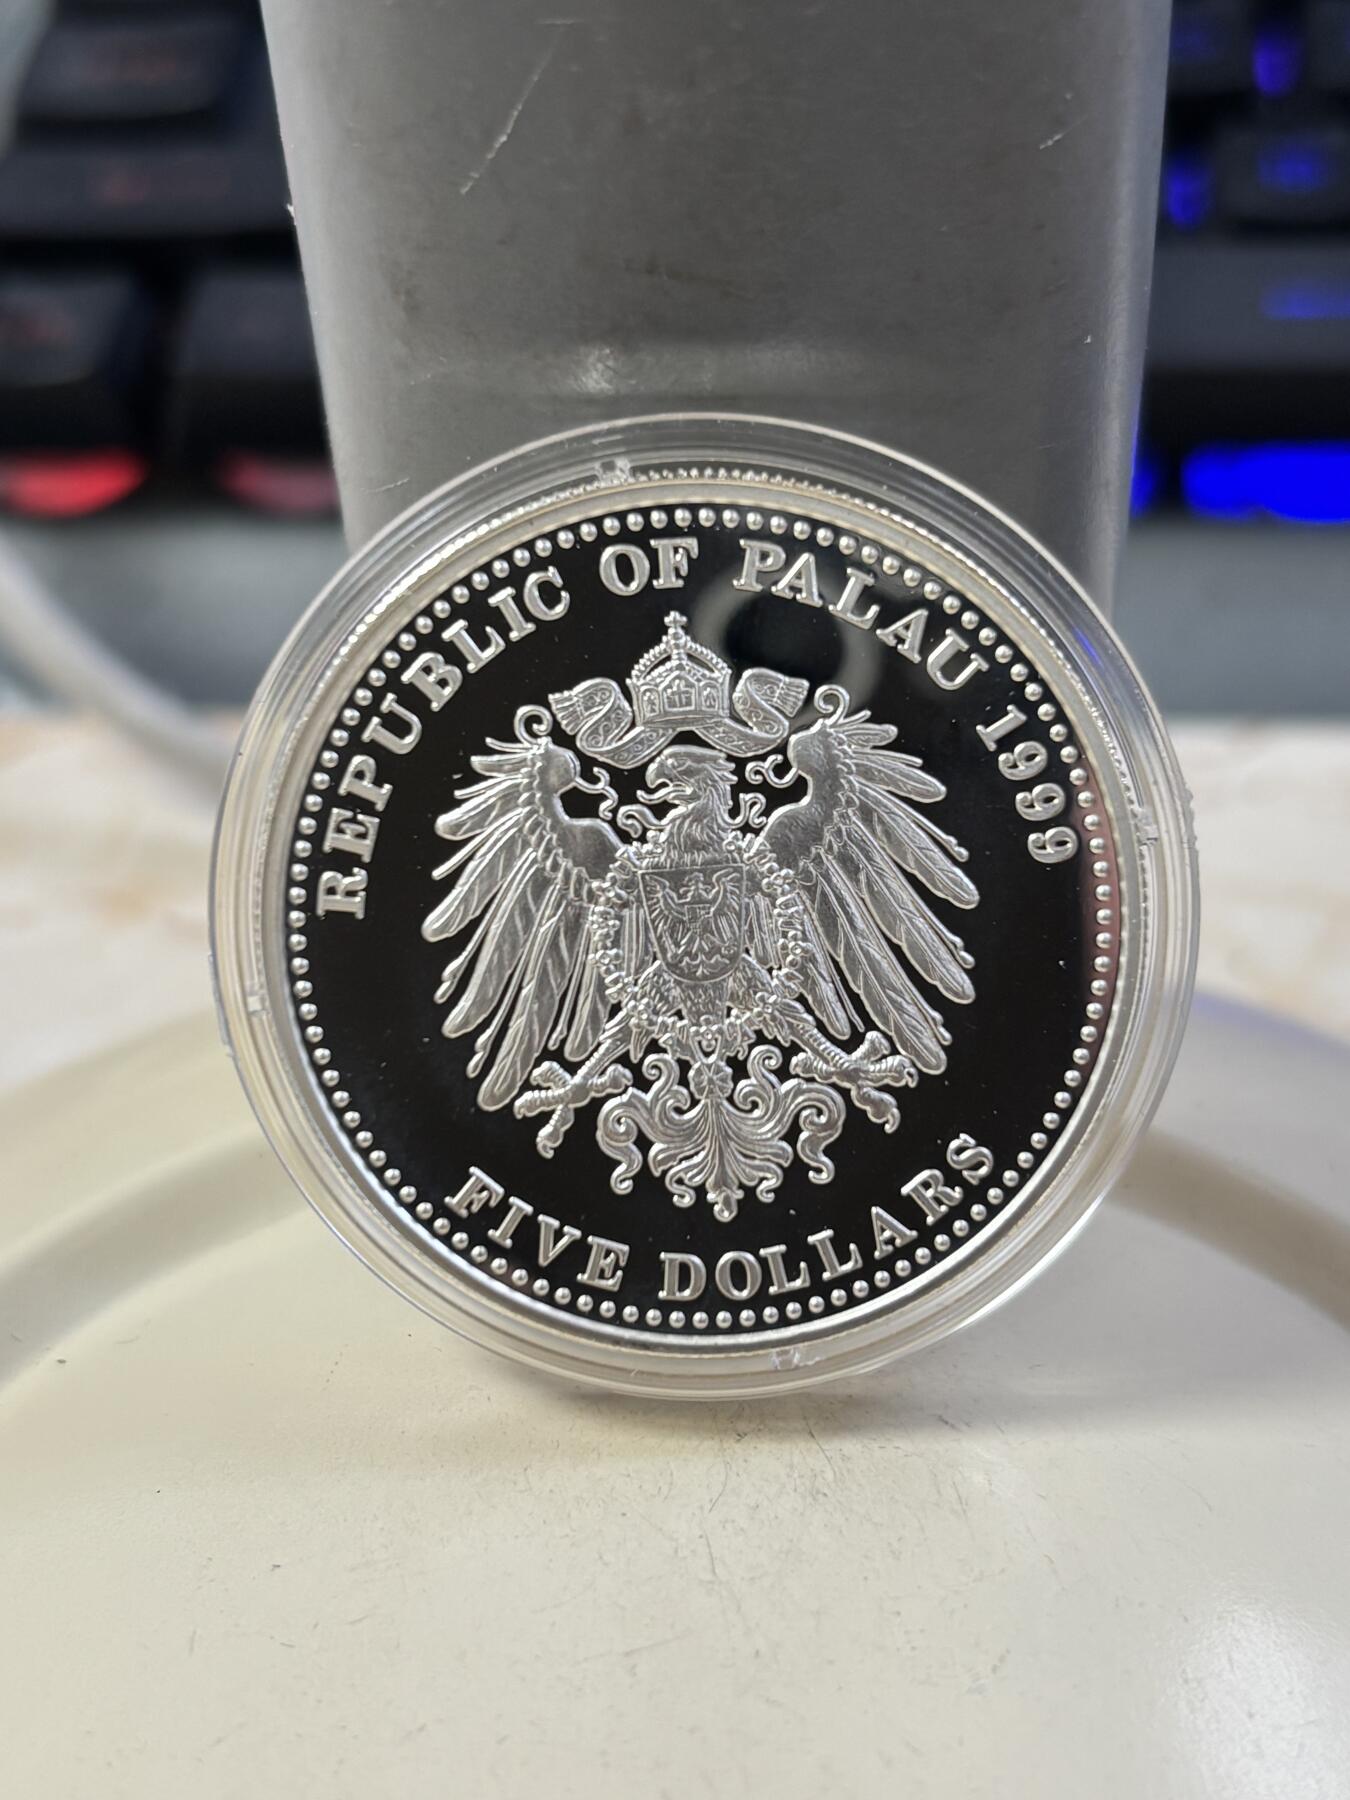 REPUBLIC OF PALAU 1999
FIVE DOLLARS